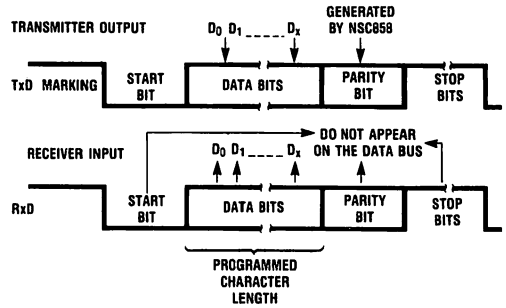 TRANSMITTER OUTPUT
D0 D1 ----- Dx
GENERATED
BY NSC858
TxD MARKING
START
BIT
DATA BITS
PARITY
BIT
STOP
BITS
RECEIVER INPUT
D0 D1 ----- Dx
DO NOT APPEAR
ON THE DATA BUS
RxD
START
BIT
DATA BITS
PARITY
BIT
STOP
BITS
PROGRAMMED
CHARACTER
LENGTH